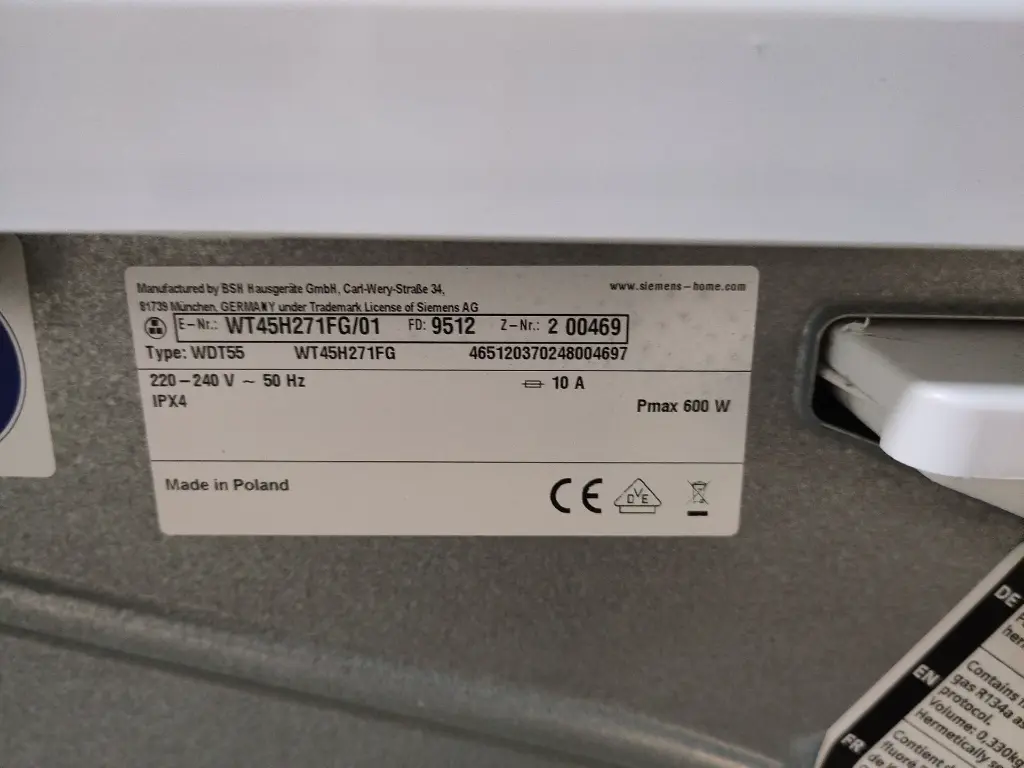 Manufactured by BSH Hausgeräte GmbH, Carl-Wery-Straße 34,
www.siemens-home.com
81739 München, GERMANY under Trademark License of Siemens AG
E-Nr.: WT45H271FG/01 FD: 9512 Z-Nr.: 2 00469
Type: WDT55 WT45H271FG 465120370248004697
220-240 V ~ 50 Hz 10 A
IPX4
Pmax 600 W
Made in Poland
CE DVE
DE
EN
Contains
gas R134a
protocol.
Volume: 0,330kg
Hermetically
FR
Contient